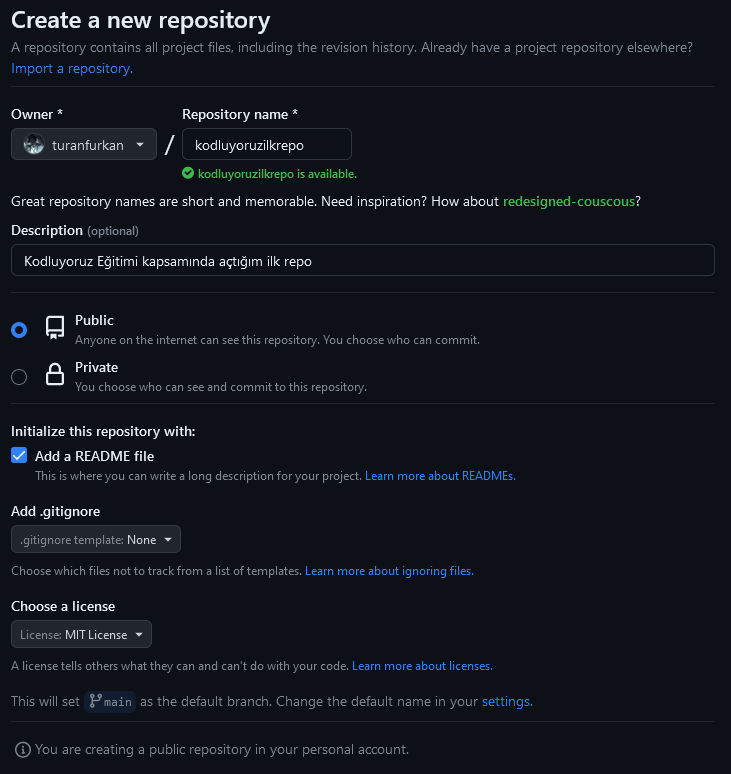 Create a new repository
A repository contains all project files, including the revision history. Already have a project repository elsewhere?
Import a repository.
Owner * Repository name *
turanfurkan / kodluyoruzilkrepo
kodluyoruzilkrepo is available.
Great repository names are short and memorable. Need inspiration? How about redesigned-couscous?
Description (optional)
Kodluyoruz Eğitimi kapsamında açtığım ilk repo
Public
Anyone on the internet can see this repository. You choose who can commit.
Private
You choose who can see and commit to this repository.
Initialize this repository with:
Add a README file
This is where you can write a long description for your project. Learn more about READMEs.
Add .gitignore
.gitignore template: None
Choose which files not to track from a list of templates. Learn more about ignoring files.
Choose a license
License: MIT License
A license tells others what they can and can't do with your code. Learn more about licenses.
This will set main as the default branch. Change the default name in your settings.
You are creating a public repository in your personal account.